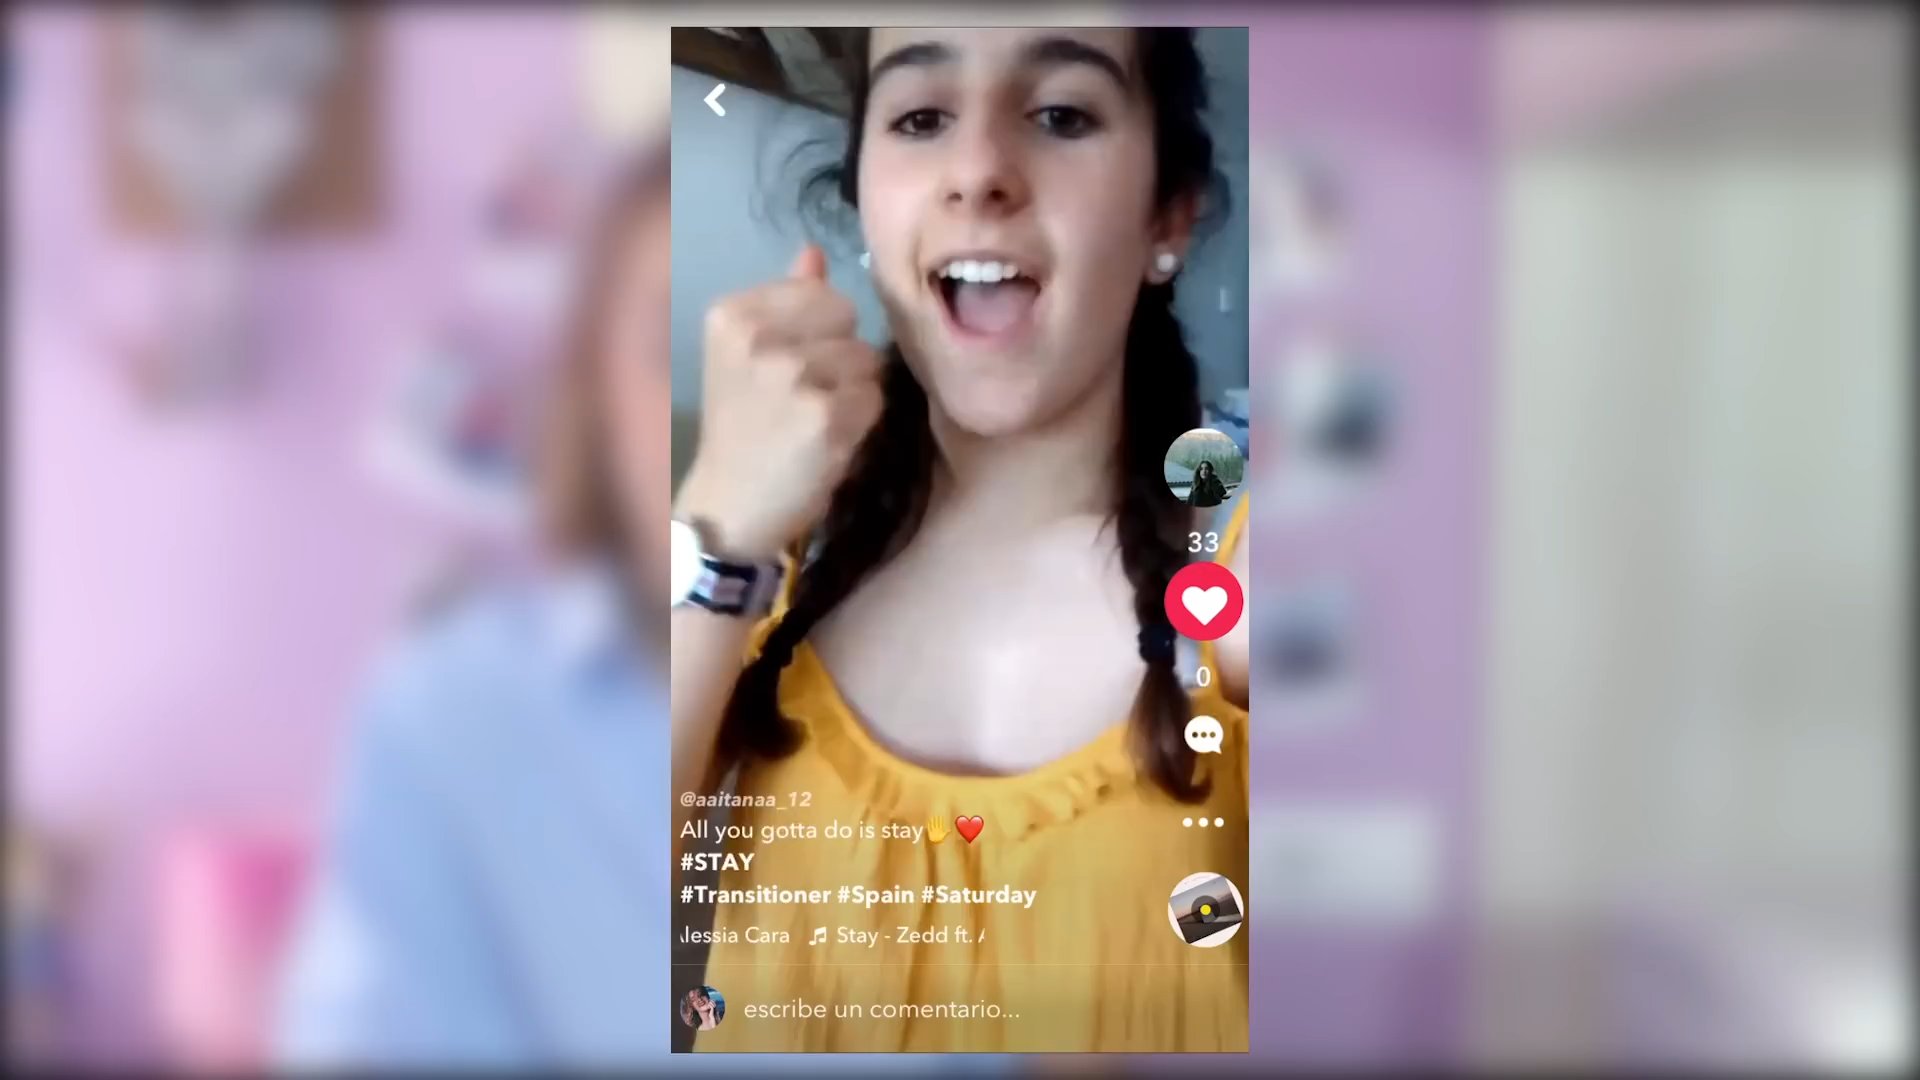 33
0
@aaitanaa_12
All you gotta do is stay✋❤️
#STAY
#Transitioner #Spain #Saturday
Cara 🎵 Stay - Zedd ft.
escribe un comentario...